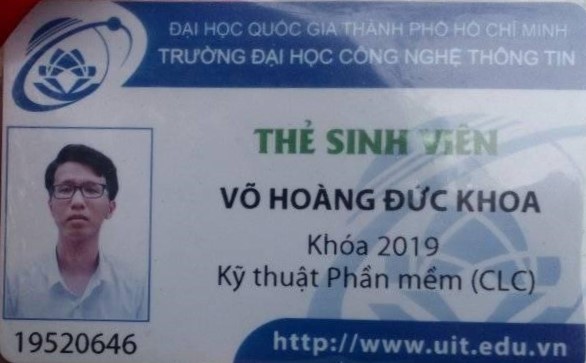 ĐẠI HỌC QUỐC GIA THÀNH PHỐ HỒ CHÍ MINH
TRƯỜNG ĐẠI HỌC CÔNG NGHỆ THÔNG TIN
THẺ SINH VIÊN
VÕ HOÀNG ĐỨC KHOA
Khóa 2019
Kỹ thuật Phần mềm (CLC)
19520646
http://www.uit.edu.vn